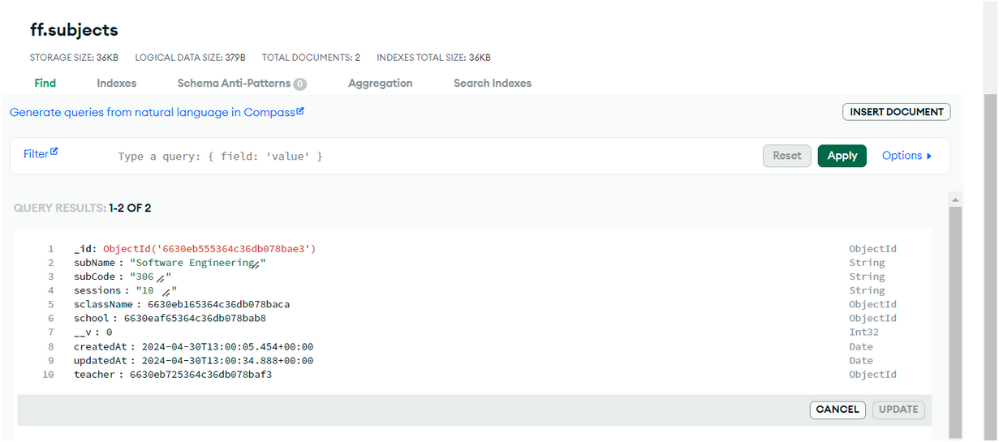 ff.subjects
STORAGE SIZE: 36KB LOGICAL DATA SIZE: 379B TOTAL DOCUMENTS: 2 INDEXES TOTAL SIZE: 36KB
Find Indexes Schema Anti-Patterns 0 Aggregation Search Indexes
Generate queries from natural language in Compass
INSERT DOCUMENT
Filter Type a query: { field: 'value' } Reset Apply Options
QUERY RESULTS: 1-2 OF 2
1 _id: ObjectId('6630eb555364c36db078bae3') ObjectId
2 subName : "Software Engineering" String
3 subCode : "306" String
4 sessions : "10" String
5 sclassName : 6630eb165364c36db078baca ObjectId
6 school : 6630eaf65364c36db078bab8 ObjectId
7 __v : 0 Int32
8 createdAt : 2024-04-30T13:00:05.454+00:00 Date
9 updatedAt : 2024-04-30T13:00:34.888+00:00 Date
10 teacher : 6630eb725364c36db078baf3 ObjectId
CANCEL UPDATE